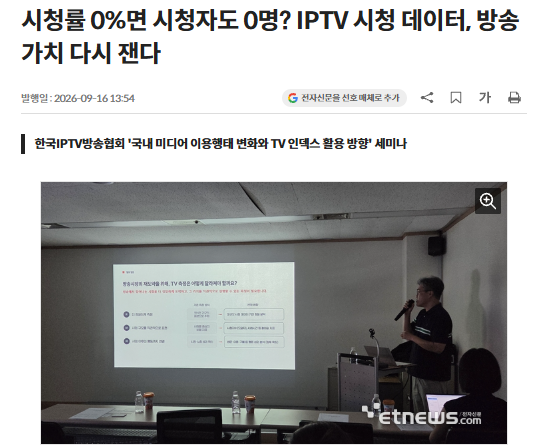 시청률 0%면 시청자도 0명? IPTV 시청 데이터, 방송
가치 다시 잰다
발행일 : 2026-09-16 13:54
전자신문을 선호 매체로 추가
가
한국IPTV방송협회 '국내 미디어 이용행태 변화와 TV 인덱스 활용 방향' 세미나
etnews.com
전자신문